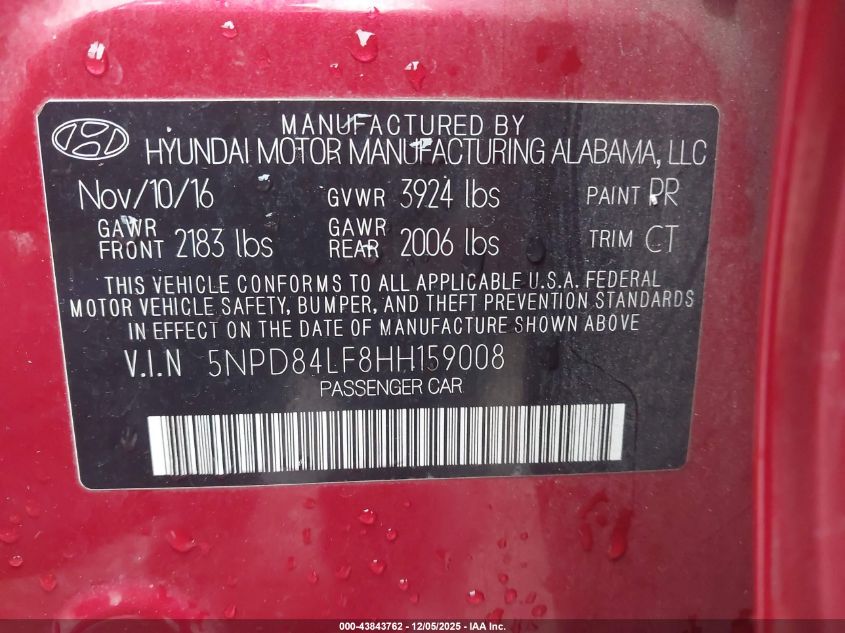 MANUFACTURED BY
HYUNDAI MOTOR MANUFACTURING ALABAMA, LLC
Nov/10/16 GVWR 3924 lbs PAINT PR
GAWR FRONT 2183 lbs GAWR REAR 2006 lbs TRIM CT
THIS VEHICLE CONFORMS TO ALL APPLICABLE U.S.A. FEDERAL
MOTOR VEHICLE SAFETY, BUMPER, AND THEFT PREVENTION STANDARDS
IN EFFECT ON THE DATE OF MANUFACTURE SHOWN ABOVE
V.I.N 5NPD84LF8HH159008
PASSENGER CAR
000-43843762 - 12/05/2025 - IAA Inc.